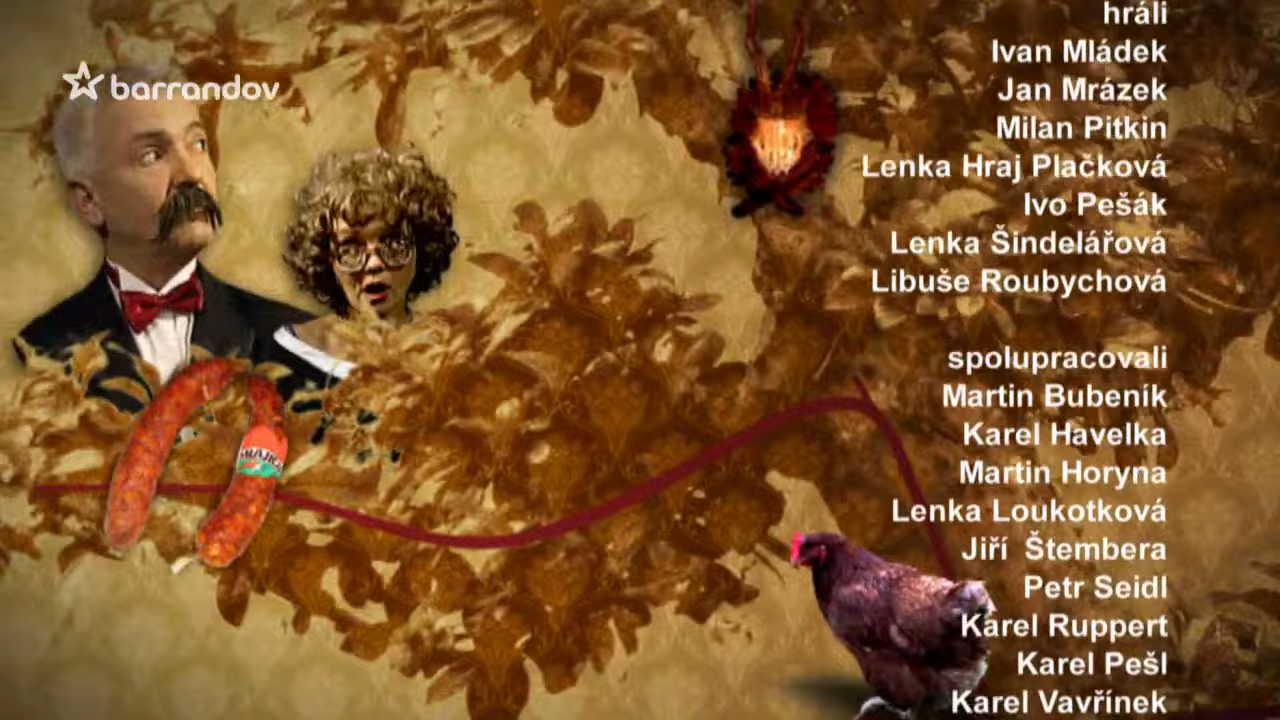 barrandov
hráli
Ivan Mládek
Jan Mrázek
Milan Pitkin
Lenka Hraj Plačková
Ivo Pešák
Lenka Šindelářová
Libuše Roubychová
spolupracovali
Martin Bubeník
Karel Havelka
Martin Horyna
Lenka Loukotková
Jiří Štembera
Petr Seidl
Karel Ruppert
Karel Pešl
Karel Vavřínek